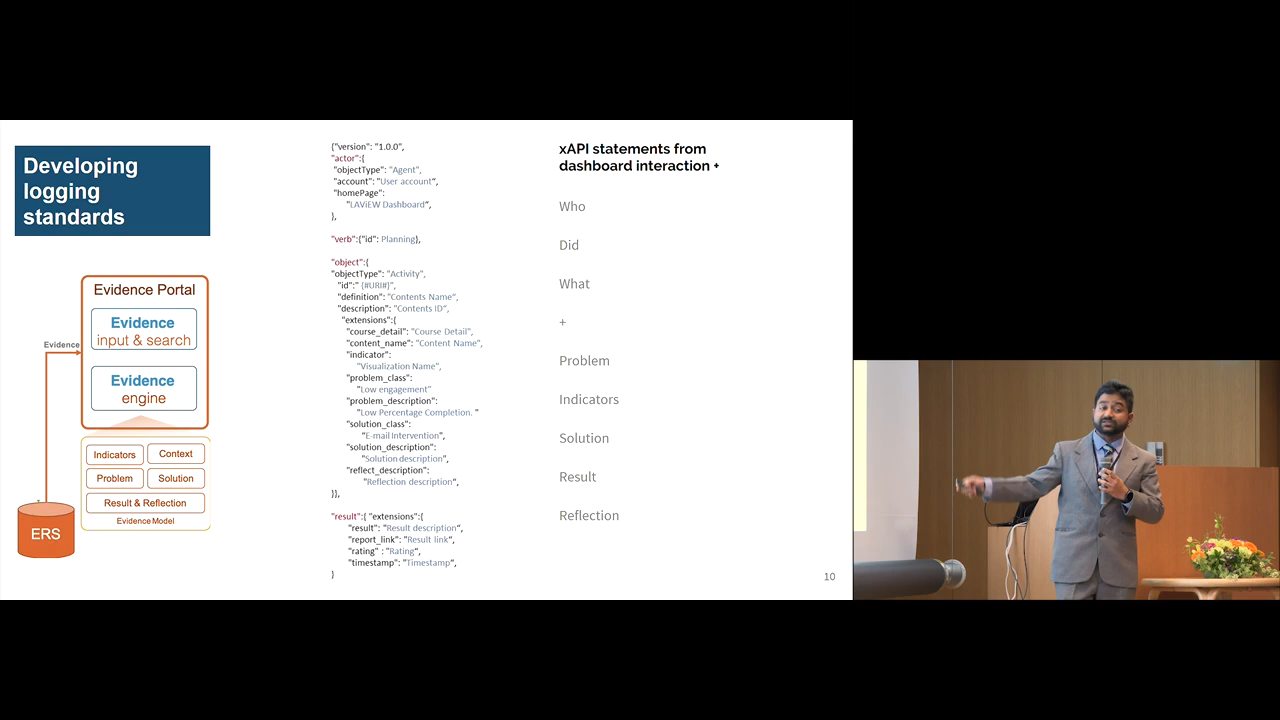 Developing
logging
standards
Evidence Portal
Evidence
input & search
Evidence
engine
Evidence
Indicators
Context
Problem
Solution
Result & Reflection
Evidence Model
ERS
{"version": "1.0.0",
"actor":{
"objectType": "Agent",
"account": "User account",
"homePage":
"LAViEW Dashboard",
},
"verb":{"id": Planning},
"object":{
"objectType": "Activity",
"id":" {#URI#}",
"definition": "Contents Name",
"description": "Contents ID",
"extensions":{
"course_detail": "Course Detail",
"content_name": "Content Name",
"indicator":
"Visualization Name",
"problem_class":
"Low engagement"
"problem_description":
"Low Percentage Completion. "
"solution_class":
"E-mail Intervention",
"solution_description":
"Solution description",
"reflect_description":
"Reflection description",
}},
"result":{ "extensions":{
"result": "Result description",
"report_link": "Result link",
"rating" : "Rating",
"timestamp": "Timestamp",
}
xAPI statements from
dashboard interaction +
Who
Did
What
+
Problem
Indicators
Solution
Result
Reflection
10